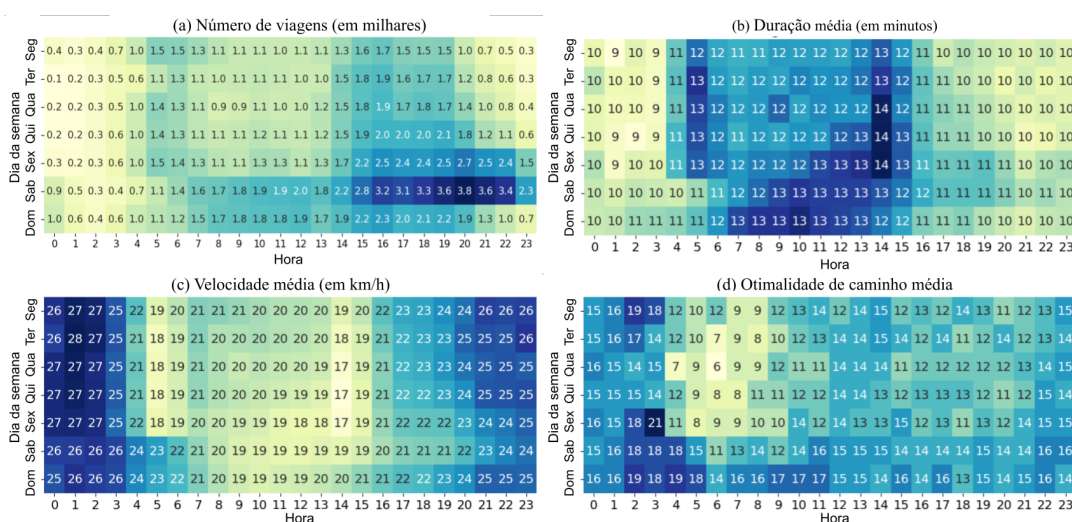 (a) Número de viagens (em milhares)
Seg 0.4 0.3 0.4 0.7 1.0 1.5 1.5 1.3 1.1 1.1 1.1 1.0 1.1 1.1 1.3 1.6 1.7 1.5 1.5 1.5 1.0 0.7 0.5 0.3
Ter 0.1 0.2 0.3 0.4 0.6 1.1 1.3 1.0 1.1 1.0 1.1 1.1 1.0 1.1 1.5 1.8 1.9 1.6 1.7 1.7 1.2 0.8 0.6 0.3
Qua 0.2 0.2 0.3 0.6 1.0 1.4 1.3 1.1 0.9 0.9 1.1 1.0 1.0 1.2 1.4 1.8 1.9 1.7 1.8 1.7 1.4 1.0 0.8 0.4
Qui 0.2 0.2 0.3 0.6 1.0 1.4 1.3 1.1 1.1 1.1 1.2 1.1 1.1 1.2 1.5 1.9 2.0 2.0 2.0 2.1 1.8 1.2 1.1 0.6
Sex 0.3 0.2 0.3 0.6 1.0 1.5 1.3 1.1 1.1 1.3 1.1 1.1 1.3 1.3 1.7 2.2 2.5 2.4 2.4 2.5 2.7 2.5 2.4 1.5
Sab 0.9 0.5 0.3 0.4 0.7 1.1 1.4 1.6 1.7 1.8 1.9 1.9 2.0 1.8 2.2 2.8 3.2 3.1 3.3 3.6 3.8 3.6 3.4 2.3
Dom 1.0 0.6 0.4 0.6 1.0 1.1 1.2 1.5 1.7 1.8 1.8 1.9 1.9 1.7 1.9 2.2 2.3 2.0 2.1 2.2 1.9 1.3 1.0 0.7
0 1 2 3 4 5 6 7 8 9 10 11 12 13 14 15 16 17 18 19 20 21 22 23
Hora
Dia da semana
(b) Duração média (em minutos)
Seg 10 9 10 9 11 12 12 11 11 12 12 12 12 12 13 12 11 10 10 10 10 10 10 10
Ter 10 10 10 9 11 13 12 12 12 12 12 12 12 12 14 12 11 11 11 10 10 10 10 10
Qua 10 10 10 9 11 13 12 12 12 12 12 12 12 12 14 12 11 11 10 10 10 10 10 10
Qui 10 9 9 9 11 13 12 11 12 12 12 12 12 13 14 13 11 11 11 11 10 10 10 10
Sex 10 9 10 10 11 13 12 12 12 12 12 13 13 13 14 13 11 11 11 11 11 10 10 10
Sab 10 10 10 10 10 11 12 12 13 13 13 13 13 13 13 12 12 11 11 11 10 11 11 10
Dom 10 10 11 11 11 11 12 13 13 13 13 13 13 13 13 12 12 11 11 11 11 10 10 10
0 1 2 3 4 5 6 7 8 9 10 11 12 13 14 15 16 17 18 19 20 21 22 23
Hora
Dia da semana
(c) Velocidade média (em km/h)
Seg 26 27 27 25 22 19 20 21 21 21 20 20 20 20 19 20 22 23 23 24 24 26 26 26
Ter 26 28 27 25 21 18 19 21 20 20 20 20 20 19 18 19 21 22 22 23 25 25 25 26
Qua 27 27 27 25 21 18 19 21 20 20 20 20 20 19 17 19 21 22 22 23 24 25 25 25
Qui 27 27 27 25 21 18 19 21 20 20 20 20 19 19 17 19 21 22 22 23 24 25 25 25
Sex 27 27 27 25 22 18 19 20 20 20 19 19 18 18 17 19 21 22 22 22 23 24 24 25
Sab 26 26 26 26 24 23 22 21 20 19 19 19 19 19 19 19 20 21 21 21 22 23 23 24
Dom 25 26 26 26 24 23 22 21 20 20 19 19 19 19 20 20 21 21 22 23 24 25 25 25
0 1 2 3 4 5 6 7 8 9 10 11 12 13 14 15 16 17 18 19 20 21 22 23
Hora
Dia da semana
(d) Otimalidade de caminho média
Seg 15 16 19 18 12 10 12 9 9 12 13 14 12 14 15 12 13 12 14 13 11 12 13 15
Ter 15 16 17 14 12 10 7 9 8 10 12 13 14 14 15 14 12 14 11 14 12 13 14 15
Qua 16 15 14 15 7 9 6 9 9 12 11 11 14 14 15 11 12 12 12 12 12 13 14 15
Qui 15 15 15 14 12 9 8 8 11 11 12 12 14 14 15 13 13 13 13 12 11 12 15 14
Sex 16 15 18 21 11 8 9 9 10 10 14 12 14 13 13 15 12 13 11 13 13 12 14 15
Sab 16 15 18 18 18 15 11 13 14 12 14 16 15 15 15 15 14 13 14 14 14 14 16 16
Dom 16 16 19 18 19 18 14 16 16 17 17 17 15 15 14 16 14 16 13 15 14 15 14 16
0 1 2 3 4 5 6 7 8 9 10 11 12 13 14 15 16 17 18 19 20 21 22 23
Hora
Dia da semana